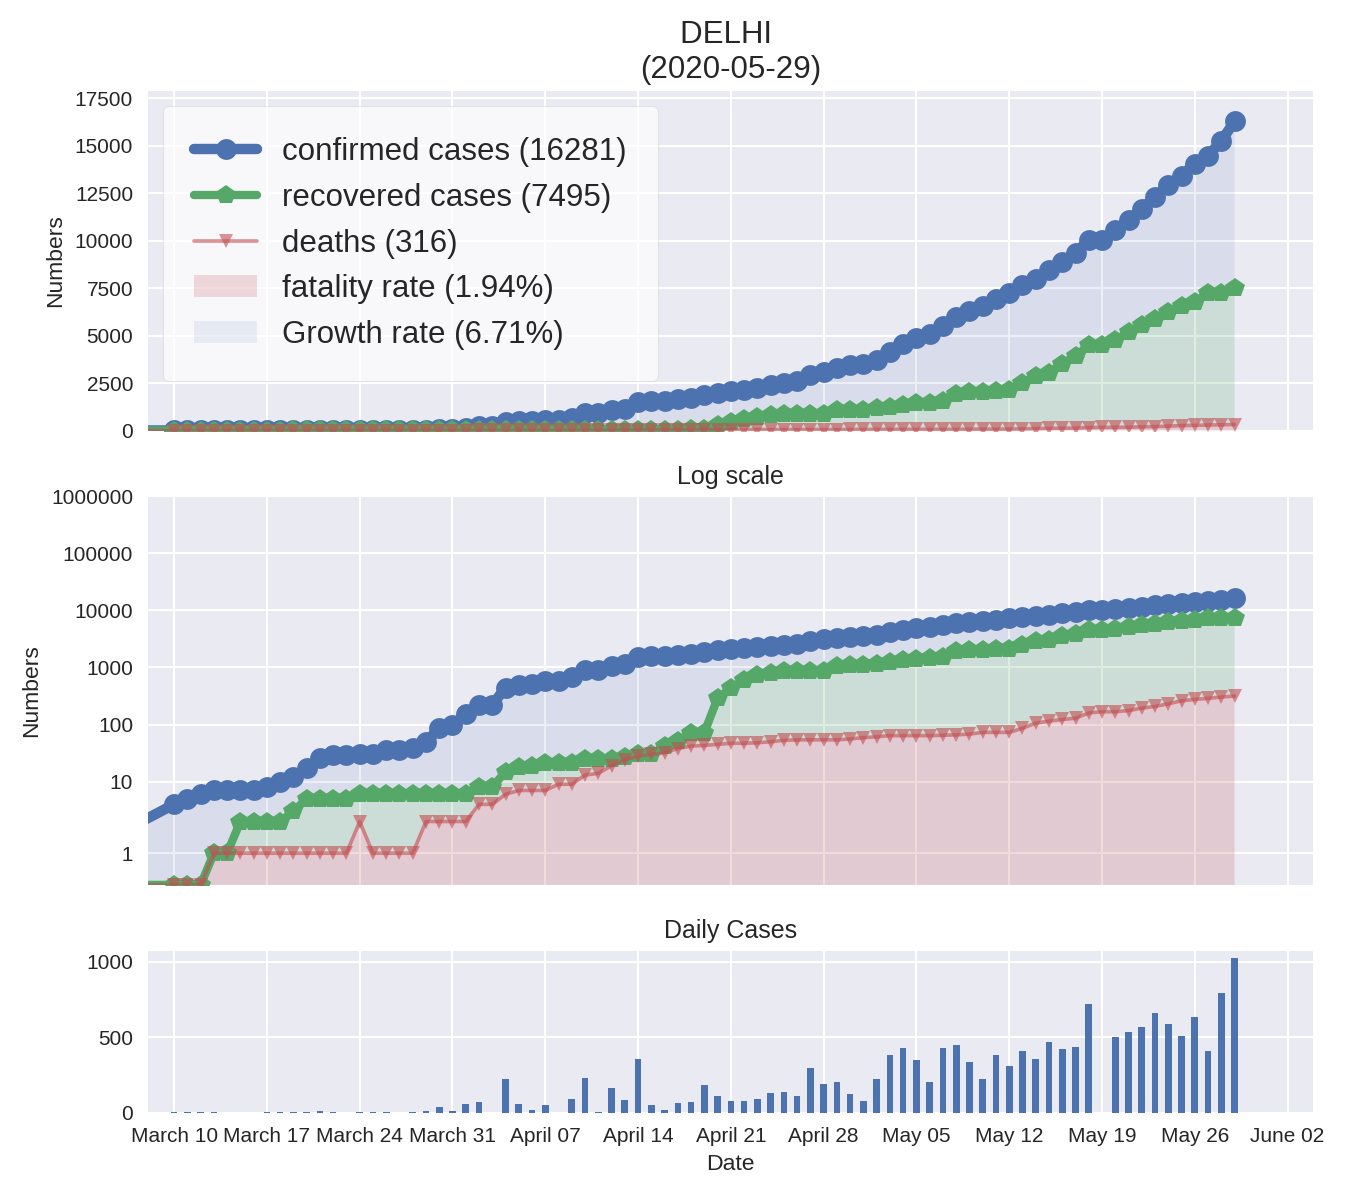 DELHI
(2020-05-29)
17500
15000
12500
10000
7500
5000
2500
0
Numbers
confirmed cases (16281)
recovered cases (7495)
deaths (316)
fatality rate (1.94%)
Growth rate (6.71%)
Log scale
1000000
100000
10000
1000
100
10
1
Numbers
Daily Cases
1000
500
0
March 10 March 17 March 24 March 31 April 07 April 14 April 21 April 28 May 05 May 12 May 19 May 26 June 02
Date